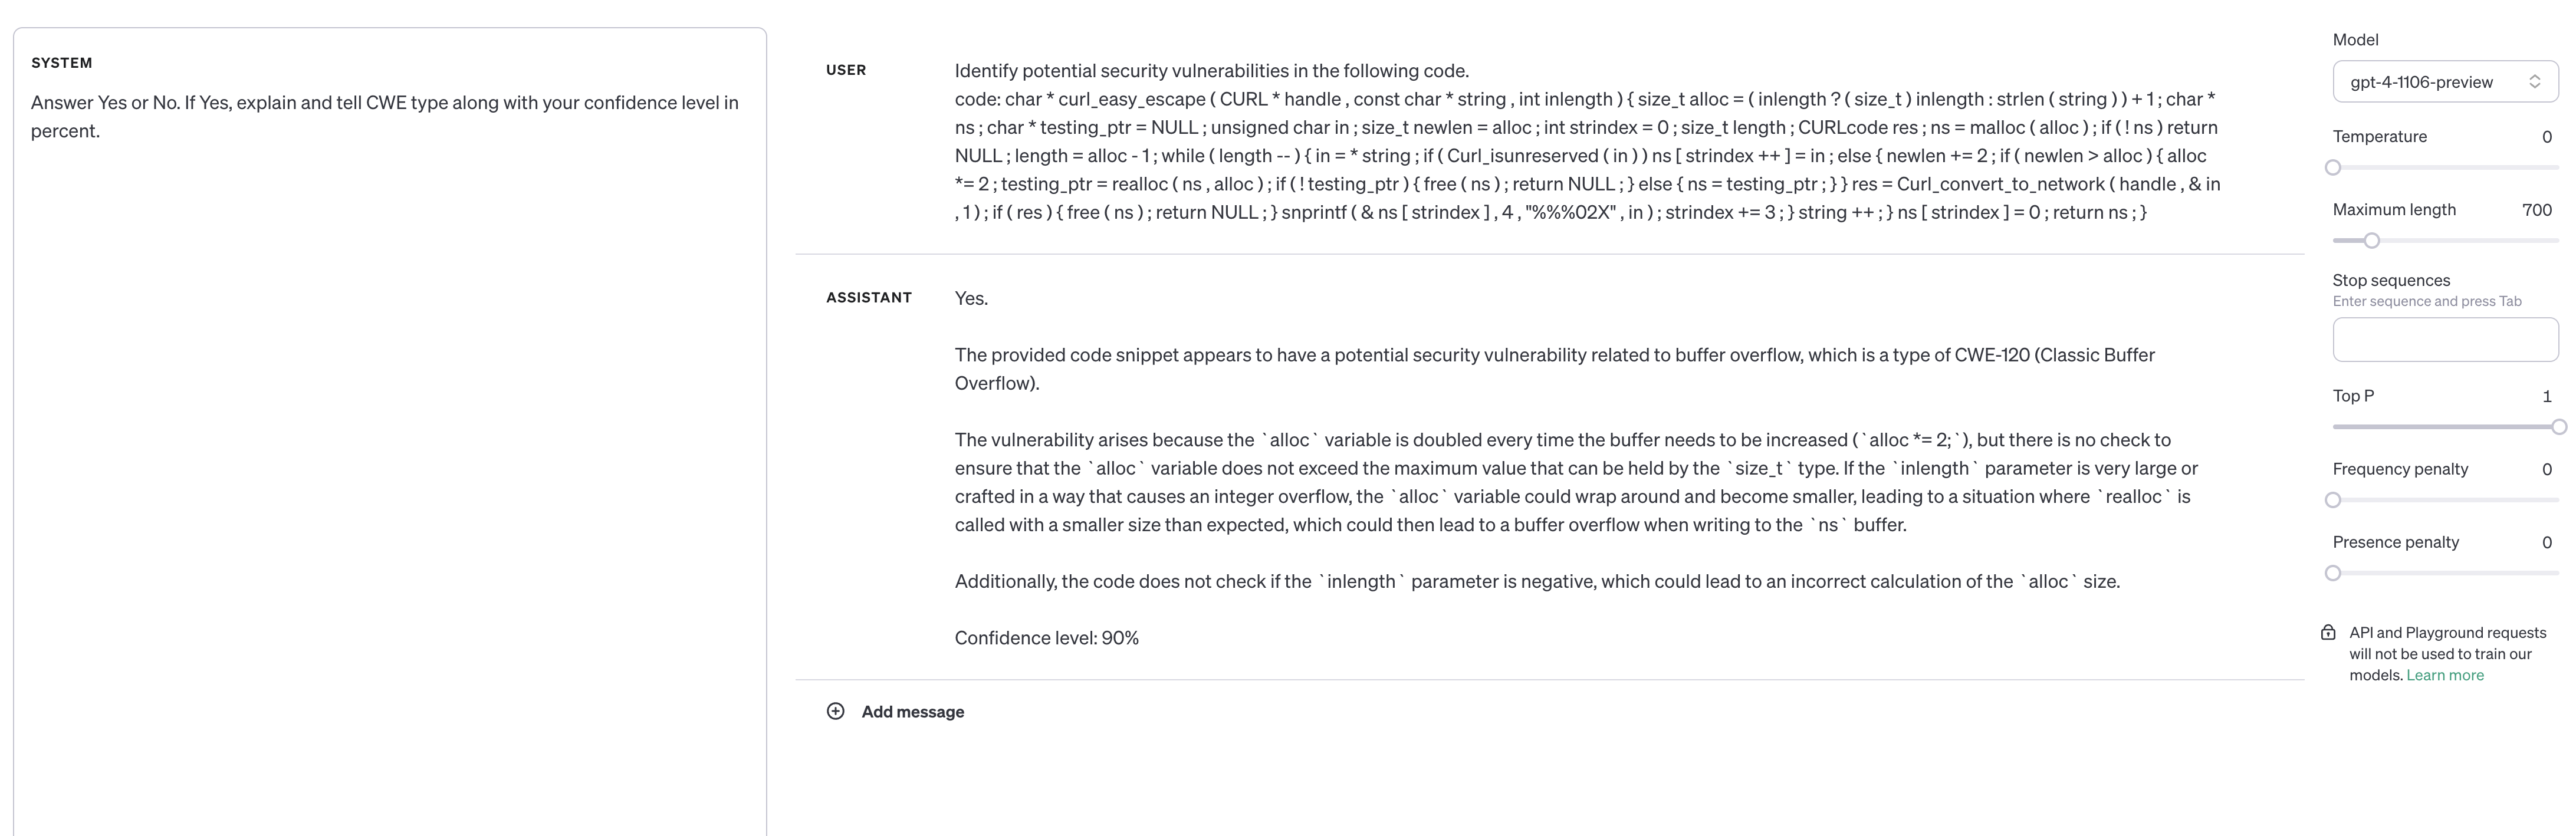 SYSTEM
Answer Yes or No. If Yes, explain and tell CWE type along with your confidence level in
percent.
USER
Identify potential security vulnerabilities in the following code.
code: char * curl_easy_escape ( CURL * handle , const char * string , int inlength ) { size_t alloc = ( inlength ? ( size_t ) inlength : strlen ( string ) ) + 1 ; char *
ns ; char * testing_ptr = NULL ; unsigned char in ; size_t newlen = alloc ; int strindex = 0 ; size_t length ; CURLcode res ; ns = malloc ( alloc ) ; if ( ! ns ) return
NULL ; length = alloc - 1 ; while ( length -- ) { in = * string ; if ( Curl_isunreserved ( in ) ) ns [ strindex ++ ] = in ; else { newlen += 2 ; if ( newlen > alloc ) { alloc
*= 2 ; testing_ptr = realloc ( ns , alloc ) ; if ( ! testing_ptr ) { free ( ns ) ; return NULL ; } else { ns = testing_ptr ; } } res = Curl_convert_to_network ( handle , & in
, 1 ) ; if ( res ) { free ( ns ) ; return NULL ; } snprintf ( & ns [ strindex ] , 4 , "%%%02X" , in ) ; strindex += 3 ; } string ++ ; } ns [ strindex ] = 0 ; return ns ; }
ASSISTANT
Yes.
The provided code snippet appears to have a potential security vulnerability related to buffer overflow, which is a type of CWE-120 (Classic Buffer
Overflow).
The vulnerability arises because the `alloc` variable is doubled every time the buffer needs to be increased (`alloc *= 2;`), but there is no check to
ensure that the `alloc` variable does not exceed the maximum value that can be held by the `size_t` type. If the `inlength` parameter is very large or
crafted in a way that causes an integer overflow, the `alloc` variable could wrap around and become smaller, leading to a situation where `realloc` is
called with a smaller size than expected, which could then lead to a buffer overflow when writing to the `ns` buffer.
Additionally, the code does not check if the `inlength` parameter is negative, which could lead to an incorrect calculation of the `alloc` size.
Confidence level: 90%
Add message
Model
gpt-4-1106-preview
Temperature 0
Maximum length 700
Stop sequences
Enter sequence and press Tab
Top P 1
Frequency penalty 0
Presence penalty 0
API and Playground requests
will not be used to train our
models. Learn more